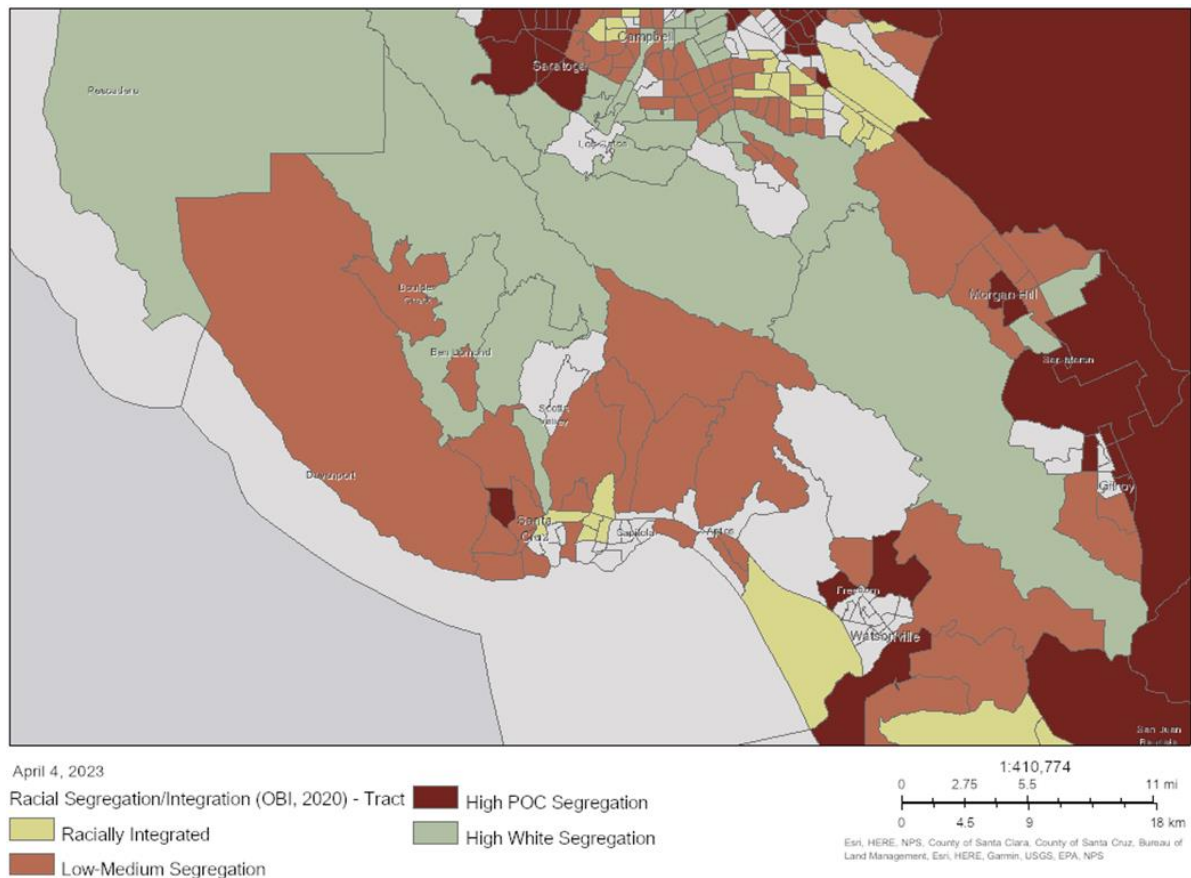 Campbell
Saratoga
Pescadero
Los Gatos
Boulder
Creek
Morgan Hill
Ben Lomond
San Martin
Scotts
Valley
Davenport
Gilroy
Santa
Cruz
Capitola
Aptos
Freedom
Watsonville
San Juan
Bautista
April 4, 2023
Racial Segregation/Integration (OBI, 2020) - Tract
Racially Integrated
Low-Medium Segregation
High POC Segregation
High White Segregation
1:410,774
0 2.75 5.5 11 mi
0 4.5 9 18 km
Esri, HERE, NPS, County of Santa Clara, County of Santa Cruz, Bureau of
Land Management, Esri, HERE, Garmin, USGS, EPA, NPS